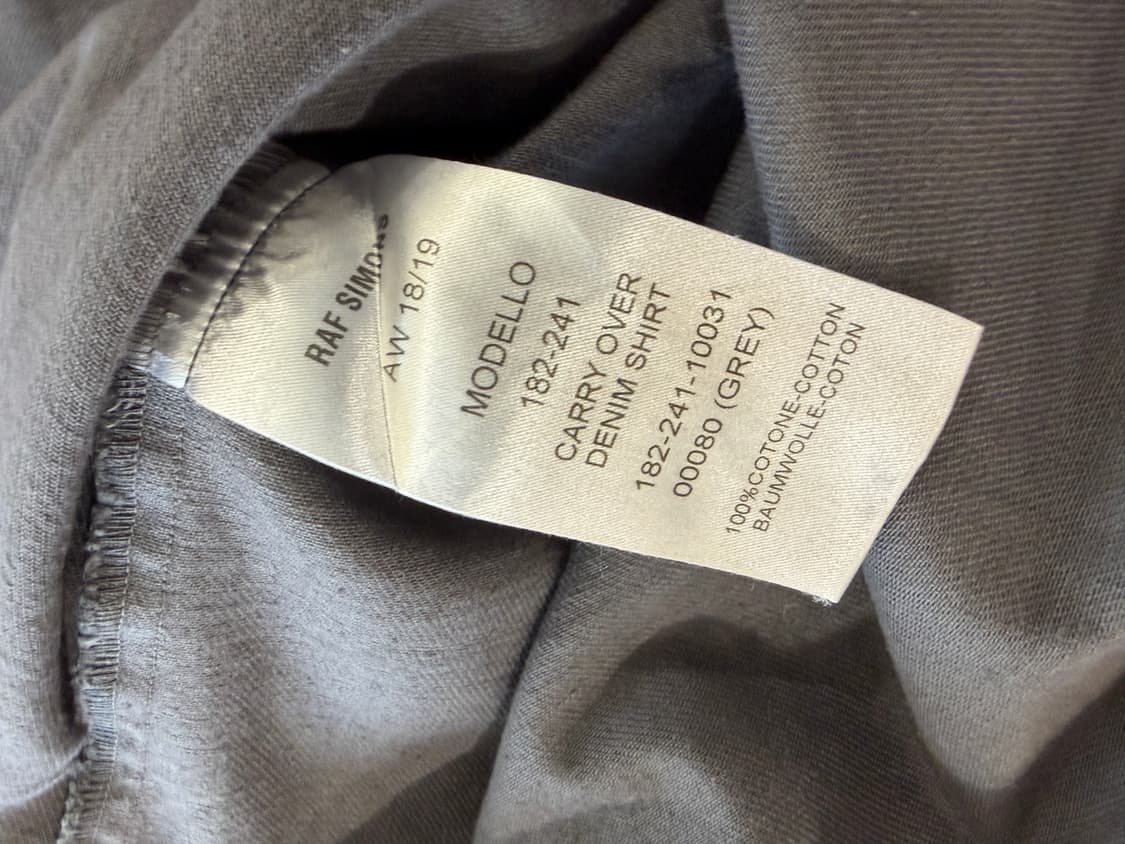 RAF SIMONS
AW 18/19
MODELLO
182-241
CARRY OVER
DENIM SHIRT
182-241-10031
00080 (GREY)
100%COTONE-COTTON
BAUMWOLLE-COTON